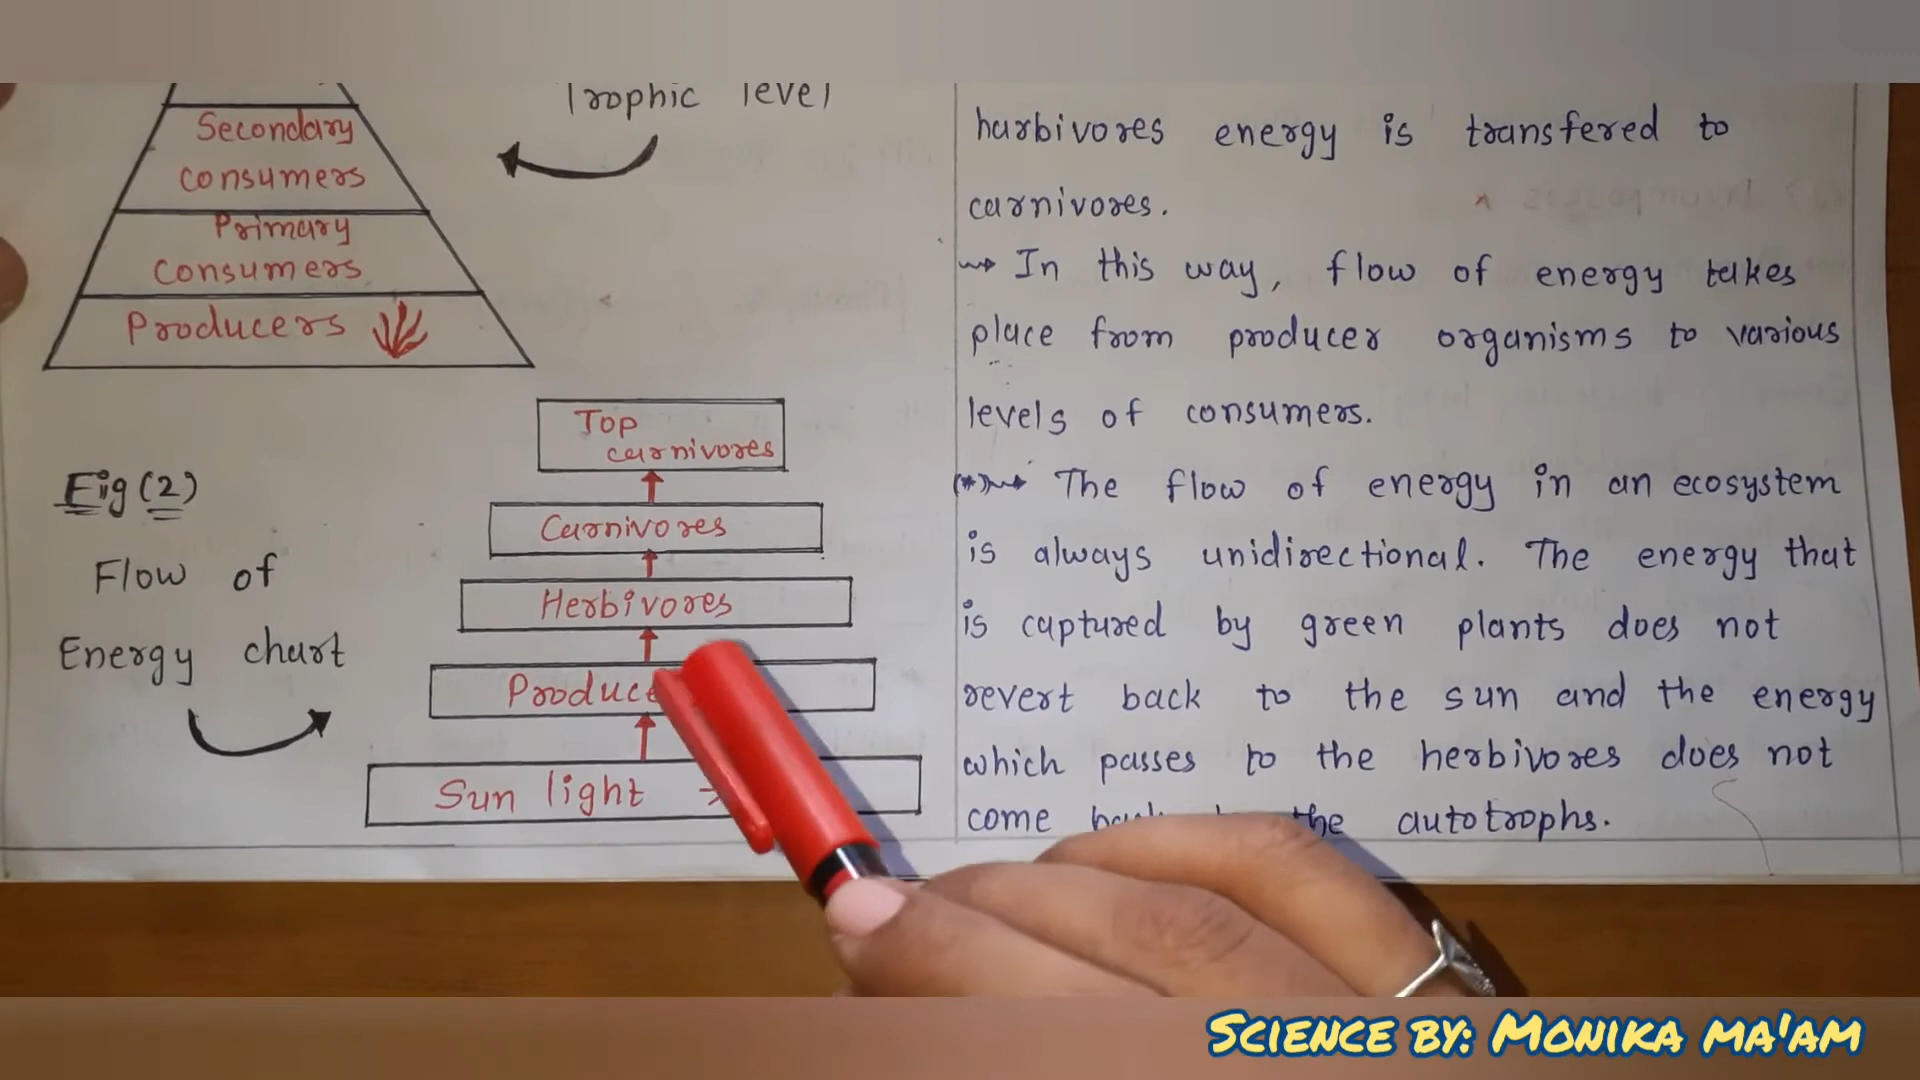 Trophic level
Secondary
consumers
Primary
Consumers
Producers
Top
carnivores
Carnivores
Herbivores
Sun light →
Fig (2)
Flow of
Energy chart
harbivores energy is transfered to
carnivores.
In this way, flow of energy takes
place from producer organisms to various
levels of consumers.
(*) The flow of energy in an ecosystem
is always unidirectional. The energy that
is captured by green plants does not
revert back to the sun and the energy
which passes to the herbivores does not
come the autotrophs.
Science by: Monika ma'am